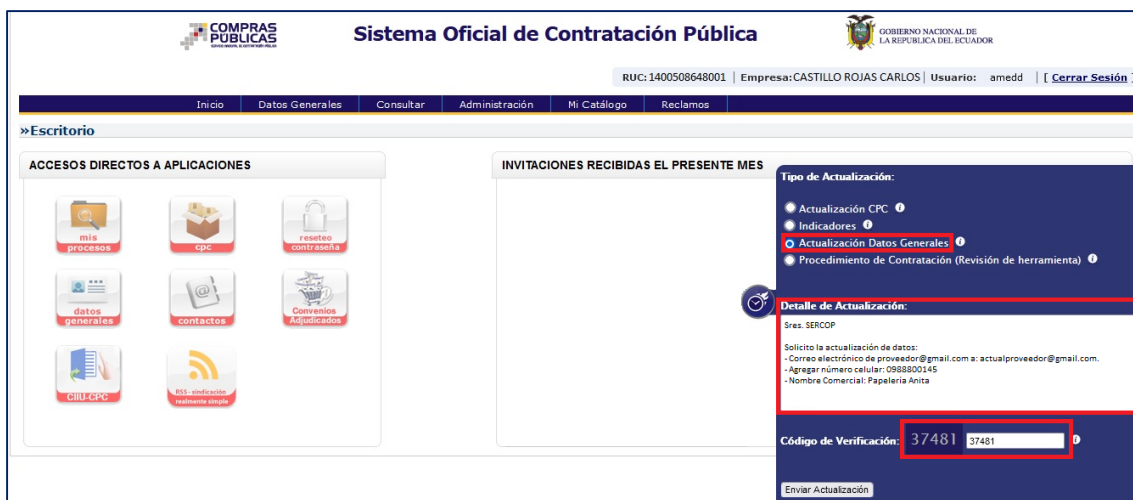 COMPRAS
PÚBLICAS
Sistema Oficial de Contratación Pública
GOBIERNO NACIONAL DE
LA REPUBLICA DEL ECUADOR
RUC: 1400508648001 | Empresa:CASTILLO ROJAS CARLOS | Usuario: amedd | [ Cerrar Sesión ]
Inicio Datos Generales Consultar Administración Mi Catálogo Reclamos
»Escritorio
ACCESOS DIRECTOS A APLICACIONES
mis
procesos
cpc
reseteo
contraseña
datos
generales
contactos
Convenios
Adjudicados
CIIU-CPC
RSS - sindicación
realmente simple
INVITACIONES RECIBIDAS EL PRESENTE MES
Tipo de Actualización:
Actualización CPC
Indicadores
Actualización Datos Generales
Procedimiento de Contratación (Revisión de herramienta)
Detalle de Actualización:
Sres. SERCOP
Solicito la actualización de datos:
- Correo electrónico de proveedor@gmail.com a: actualproveedor@gmail.com.
- Agregar número celular: 0988800145
- Nombre Comercial: Papelería Anita
Código de Verificación: 37481 37481
Enviar Actualización